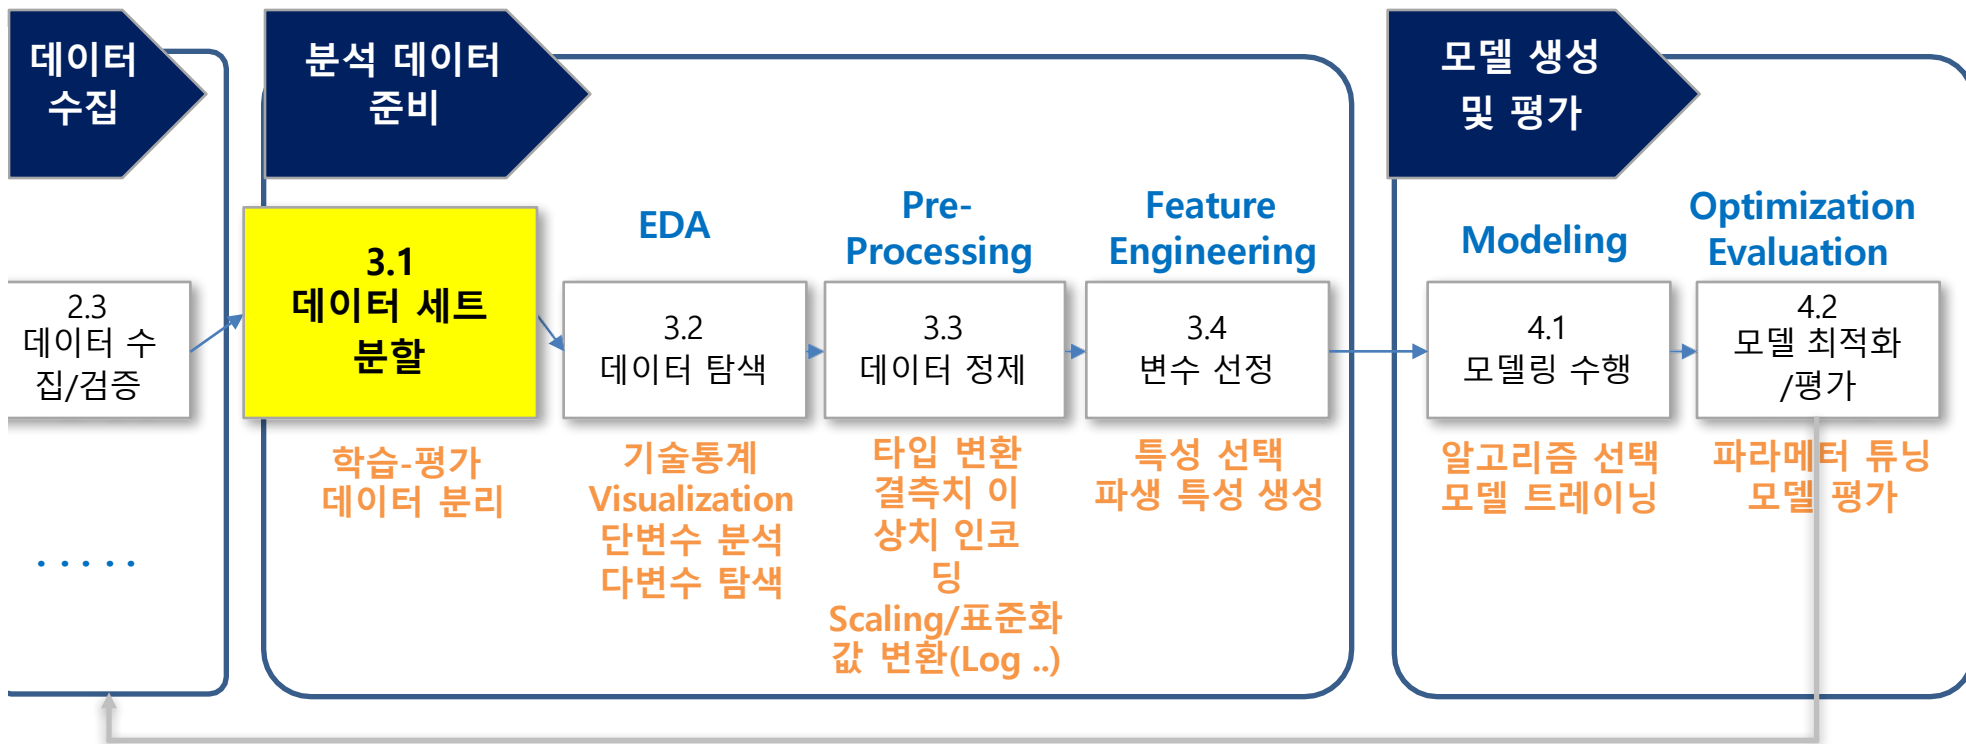 데이터
수집
분석 데이터
준비
모델 생성
및 평가
2.3
데이터 수
집/검증
.....
3.1
데이터 세트
분할
학습-평가
데이터 분리
EDA
3.2
데이터 탐색
기술통계
Visualization
단변수 분석
다변수 탐색
Pre-
Processing
3.3
데이터 정제
타입 변환
결측치 이
상치 인코
딩
Scaling/표준화
값 변환(Log ..)
Feature
Engineering
3.4
변수 선정
특성 선택
파생 특성 생성
Modeling
4.1
모델링 수행
알고리즘 선택
모델 트레이닝
Optimization
Evaluation
4.2
모델 최적화
/평가
파라메터 튜닝
모델 평가